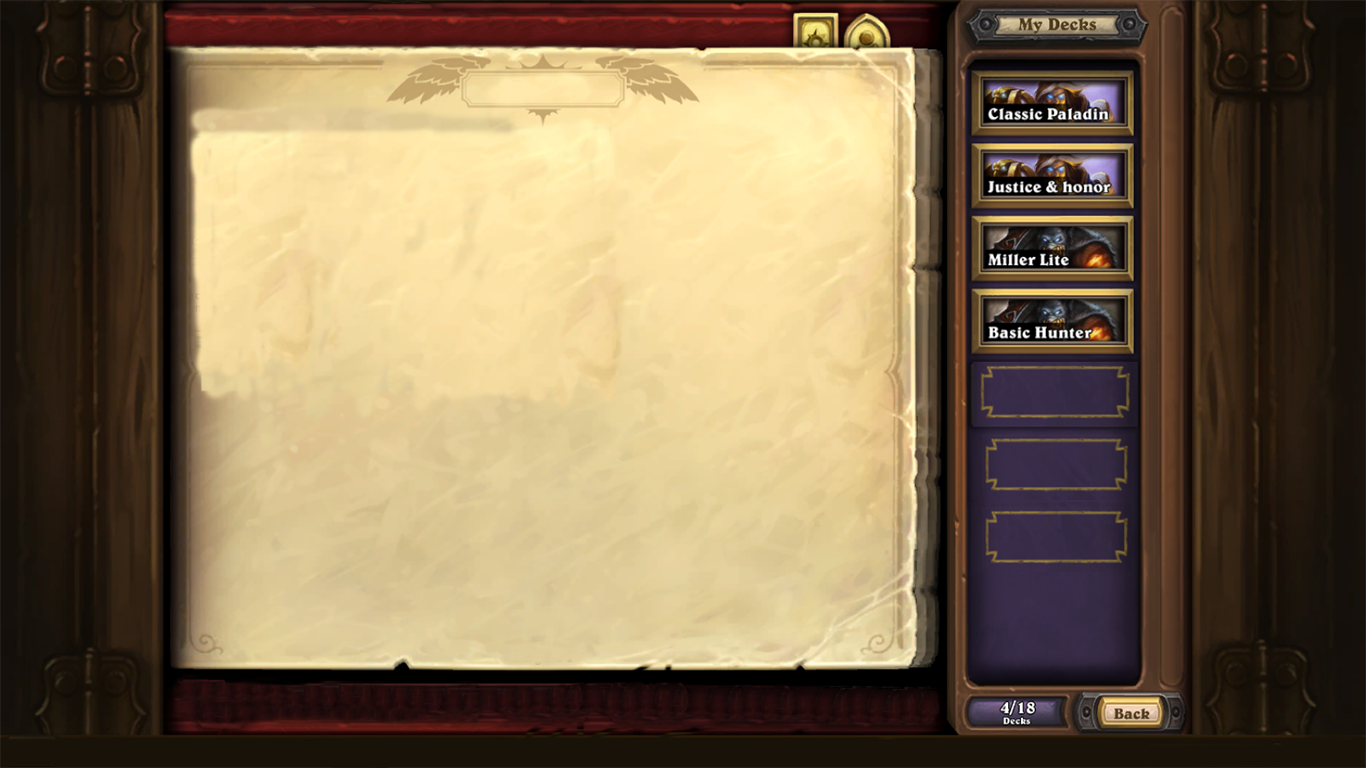 My Decks
Classic Paladin
Justice & honor
Miller Lite
Basic Hunter
4/18
Decks
Back